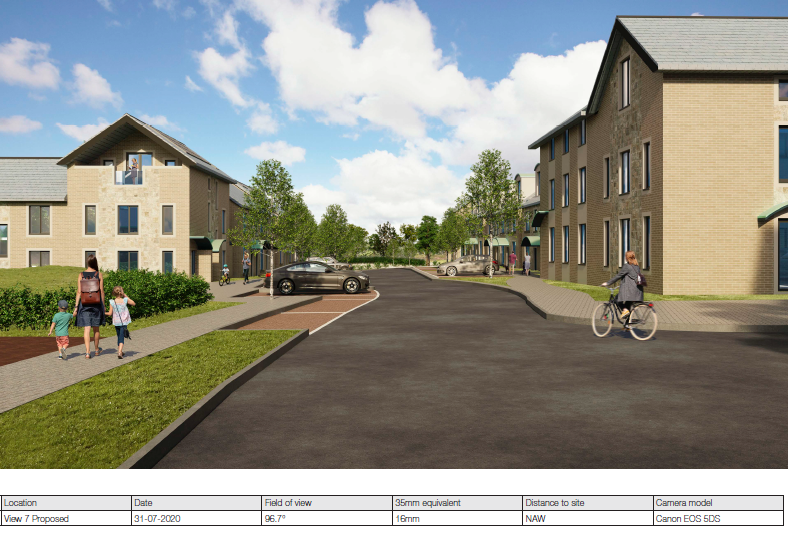 Location Date Field of view 35mm equivalent Distance to site Camera model
View 7 Proposed 31-07-2020 96.7° 16mm NAW Canon EOS 5DS